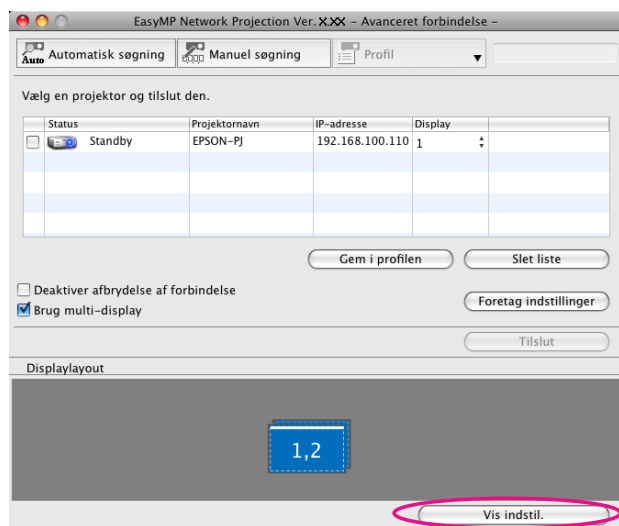 EasyMP Network Projection Ver. X.XX – Avanceret forbindelse –
Auto Automatisk søgning Manuel søgning Profil
Vælg en projektor og tilslut den.
Status Projektornavn IP-adresse Display
Standby EPSON-PJ 192.168.100.110 1
Gem i profilen Slet liste
Deaktiver afbrydelse af forbindelse
Brug multi-display
Foretag indstillinger
Tilslut
Displaylayout
1,2
Vis indstil.